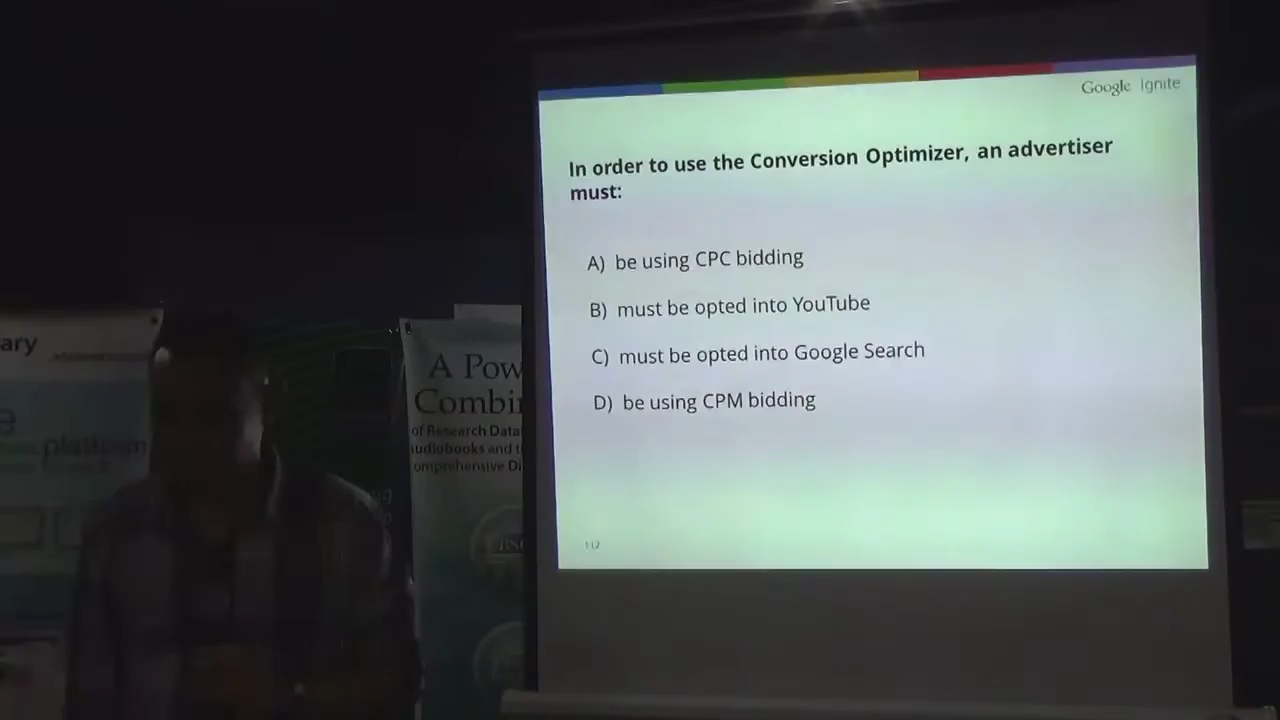 Google Ignite
In order to use the Conversion Optimizer, an advertiser
must:
A) be using CPC bidding
B) must be opted into YouTube
C) must be opted into Google Search
D) be using CPM bidding
112
ary
e
platform
A Pow
Combi
of Research Data
udiobooks and t
omprehensive Di